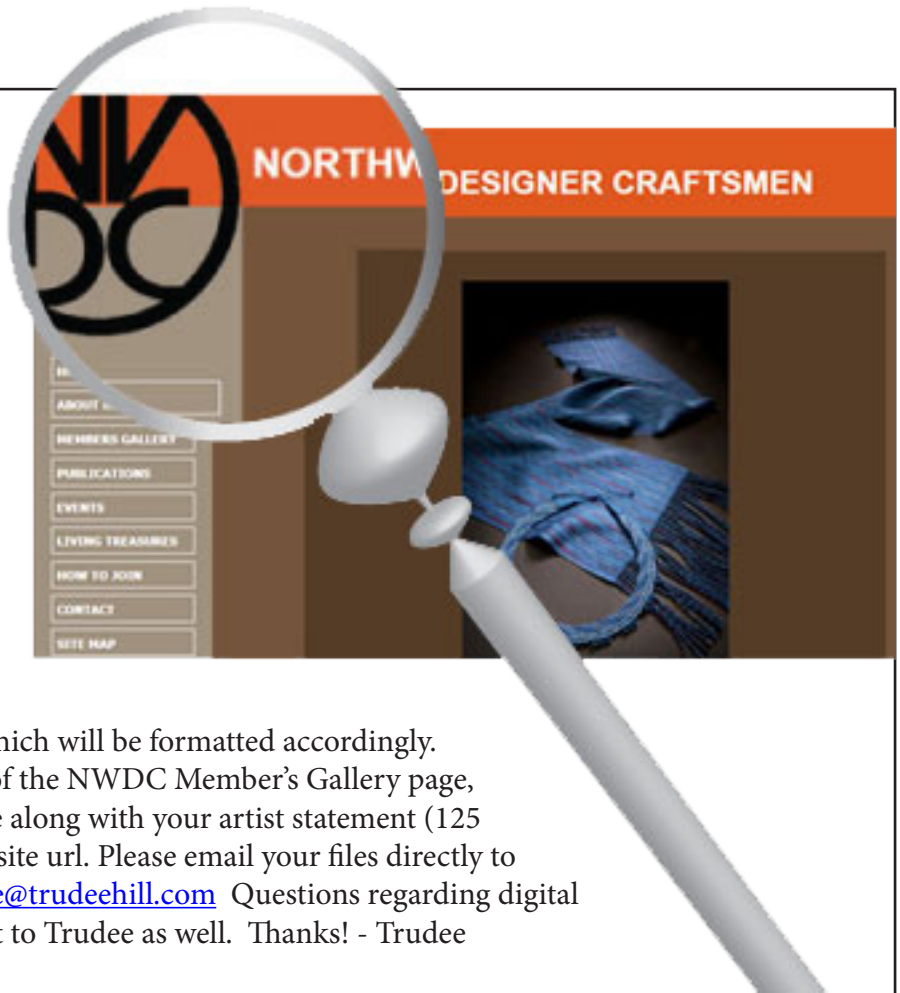 NORTHW
DESIGNER CRAFTSMEN
DC
ABOUT
MEMBERS GALLERY
PUBLICATIONS
EVENTS
LIVING TREASURES
HOW TO JOIN
CONTACT
SITE MAP
hich will be formatted accordingly.
of the NWDC Member’s Gallery page,
e along with your artist statement (125
site url. Please email your files directly to
e@trudeehill.com Questions regarding digital
t to Trudee as well. Thanks! - Trudee